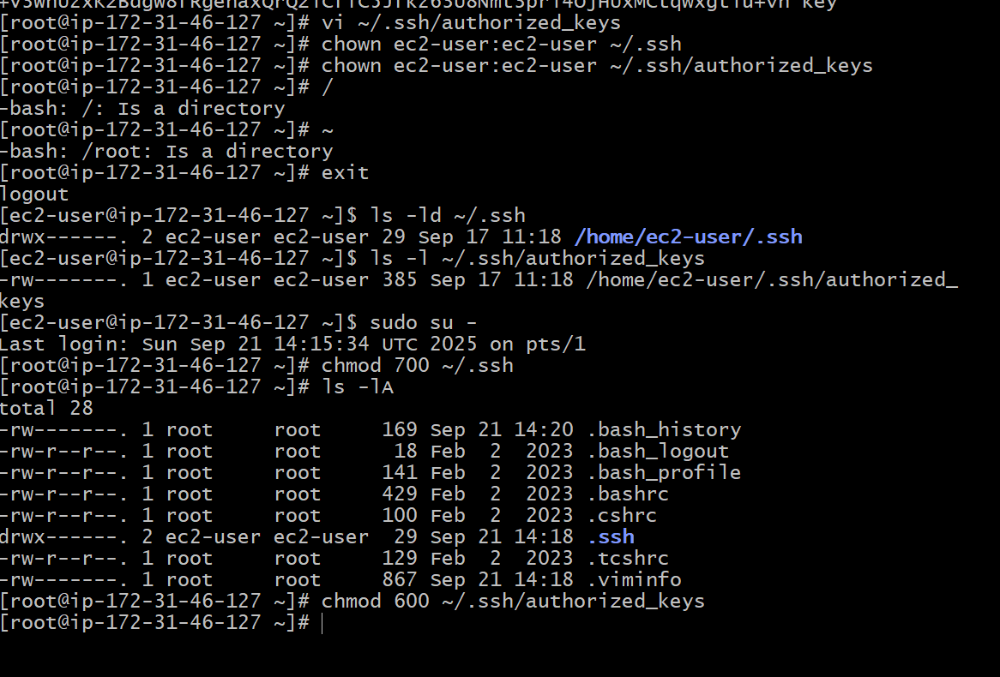 [root@ip-172-31-46-127 ~]# vi ~/.ssh/authorized_keys
[root@ip-172-31-46-127 ~]# chown ec2-user:ec2-user ~/.ssh
[root@ip-172-31-46-127 ~]# chown ec2-user:ec2-user ~/.ssh/authorized_keys
[root@ip-172-31-46-127 ~]# /
-bash: /: Is a directory
[root@ip-172-31-46-127 ~]# ~
-bash: /root: Is a directory
[root@ip-172-31-46-127 ~]# exit
logout
[ec2-user@ip-172-31-46-127 ~]$ ls -ld ~/.ssh
drwx------. 2 ec2-user ec2-user 29 Sep 17 11:18 /home/ec2-user/.ssh
[ec2-user@ip-172-31-46-127 ~]$ ls -l ~/.ssh/authorized_keys
-rw-------. 1 ec2-user ec2-user 385 Sep 17 11:18 /home/ec2-user/.ssh/authorized_
keys
[ec2-user@ip-172-31-46-127 ~]$ sudo su -
Last login: Sun Sep 21 14:15:34 UTC 2025 on pts/1
[root@ip-172-31-46-127 ~]# chmod 700 ~/.ssh
[root@ip-172-31-46-127 ~]# ls -lA
total 28
-rw-------. 1 root     root     169 Sep 21 14:20 .bash_history
-rw-r--r--. 1 root     root      18 Feb  2  2023 .bash_logout
-rw-r--r--. 1 root     root     141 Feb  2  2023 .bash_profile
-rw-r--r--. 1 root     root     429 Feb  2  2023 .bashrc
-rw-r--r--. 1 root     root     100 Feb  2  2023 .cshrc
drwx------. 2 ec2-user ec2-user  29 Sep 21 14:18 .ssh
-rw-r--r--. 1 root     root     129 Feb  2  2023 .tcshrc
-rw-------. 1 root     root     867 Sep 21 14:18 .viminfo
[root@ip-172-31-46-127 ~]# chmod 600 ~/.ssh/authorized_keys
[root@ip-172-31-46-127 ~]#